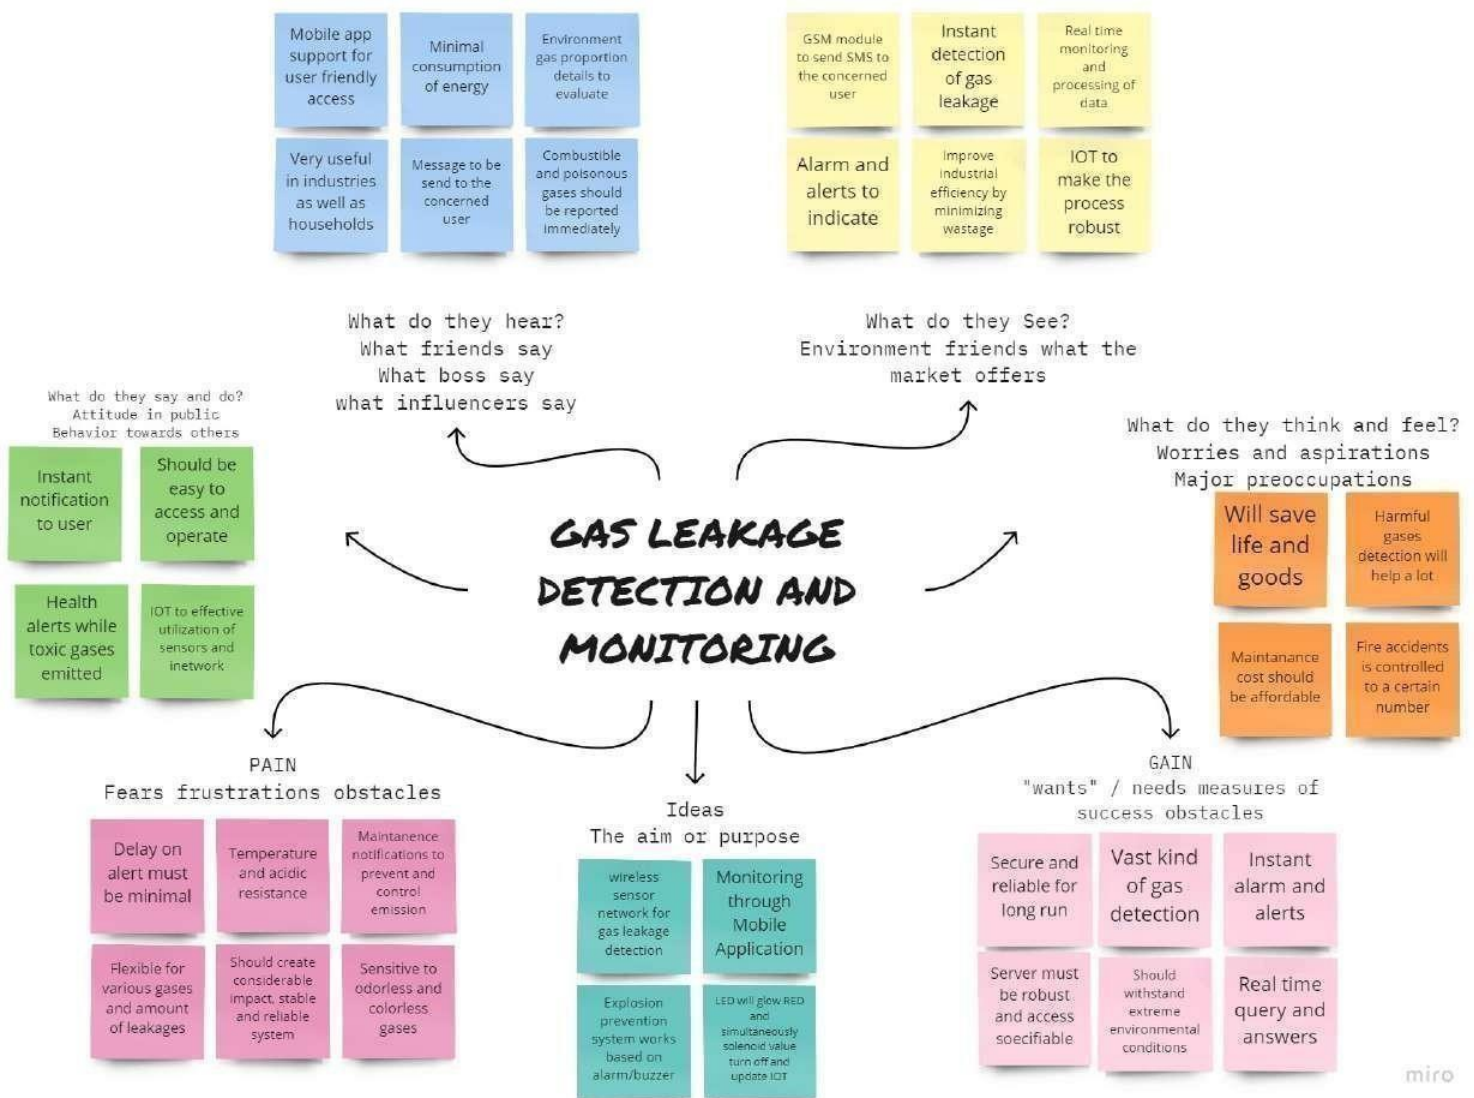 Mobile app
support for
user friendly
access
Minimal
consumption
of energy
Environment
gas proportion
details to
evaluate
Very useful
in industries
as well as
households
Message to be
send to the
concerned
user
Combustible
and poisonous
gases should
be reported
immediately
GSM module
to send SMS to
the concerned
user
Instant
detection
of gas
leakage
Real time
monitoring
and
processing of
data
Alarm and
alerts to
indicate
Improve
industrial
efficiency by
minimizing
wastage
IOT to
make the
process
robust
What do they hear?
What friends say
What boss say
what influencers say
What do they See?
Environment friends what the
market offers
What do they say and do?
Attitude in public
Behavior towards others
Instant
notification
to user
Should be
easy to
access and
operate
Health
alerts while
toxic gases
emitted
IOT to effective
utilization of
sensors and
inetwork
GAS LEAKAGE
DETECTION AND
MONITORING
What do they think and feel?
Worries and aspirations
Major preoccupations
Will save
life and
goods
Harmful
gases
detection will
help a lot
Maintanance
cost should
be affordable
Fire accidents
is controlled
to a certain
number
PAIN
Fears frustrations obstacles
Delay on
alert must
be minimal
Temperature
and acidic
resistance
Maintanence
notifications to
prevent and
control
emission
Flexible for
various gases
and amount
of leakages
Should create
considerable
impact, stable
and reliable
system
Sensitive to
odorless and
colorless
gases
Ideas
The aim or purpose
wireless
sensor
network for
gas leakage
detection
Monitoring
through
Mobile
Application
Explosion
prevention
system works
based on
alarm/buzzer
LED will glow RED
and
simultaneously
solenoid value
turn off and
update IOT
GAIN
"wants" / needs measures of
success obstacles
Secure and
reliable for
long run
Vast kind
of gas
detection
Instant
alarm and
alerts
Server must
be robust
and access
soecifiable
Should
withstand
extreme
environmental
conditions
Real time
query and
answers
miro